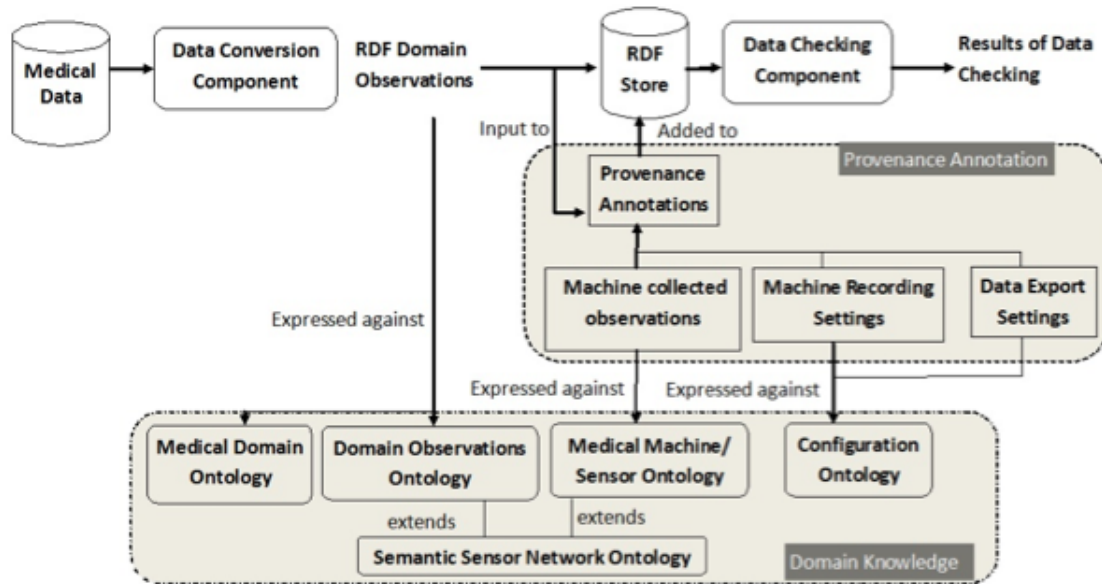 Medical
Data
Data Conversion
Component
RDF Domain
Observations
RDF
Store
Data Checking
Component
Results of Data
Checking
Input to
Added to
Provenance Annotation
Provenance
Annotations
Machine collected
observations
Machine Recording
Settings
Data Export
Settings
Expressed against
Expressed against
Expressed against
Medical Domain
Ontology
Domain Observations
Ontology
Medical Machine/
Sensor Ontology
Configuration
Ontology
extends
extends
Semantic Sensor Network Ontology
Domain Knowledge